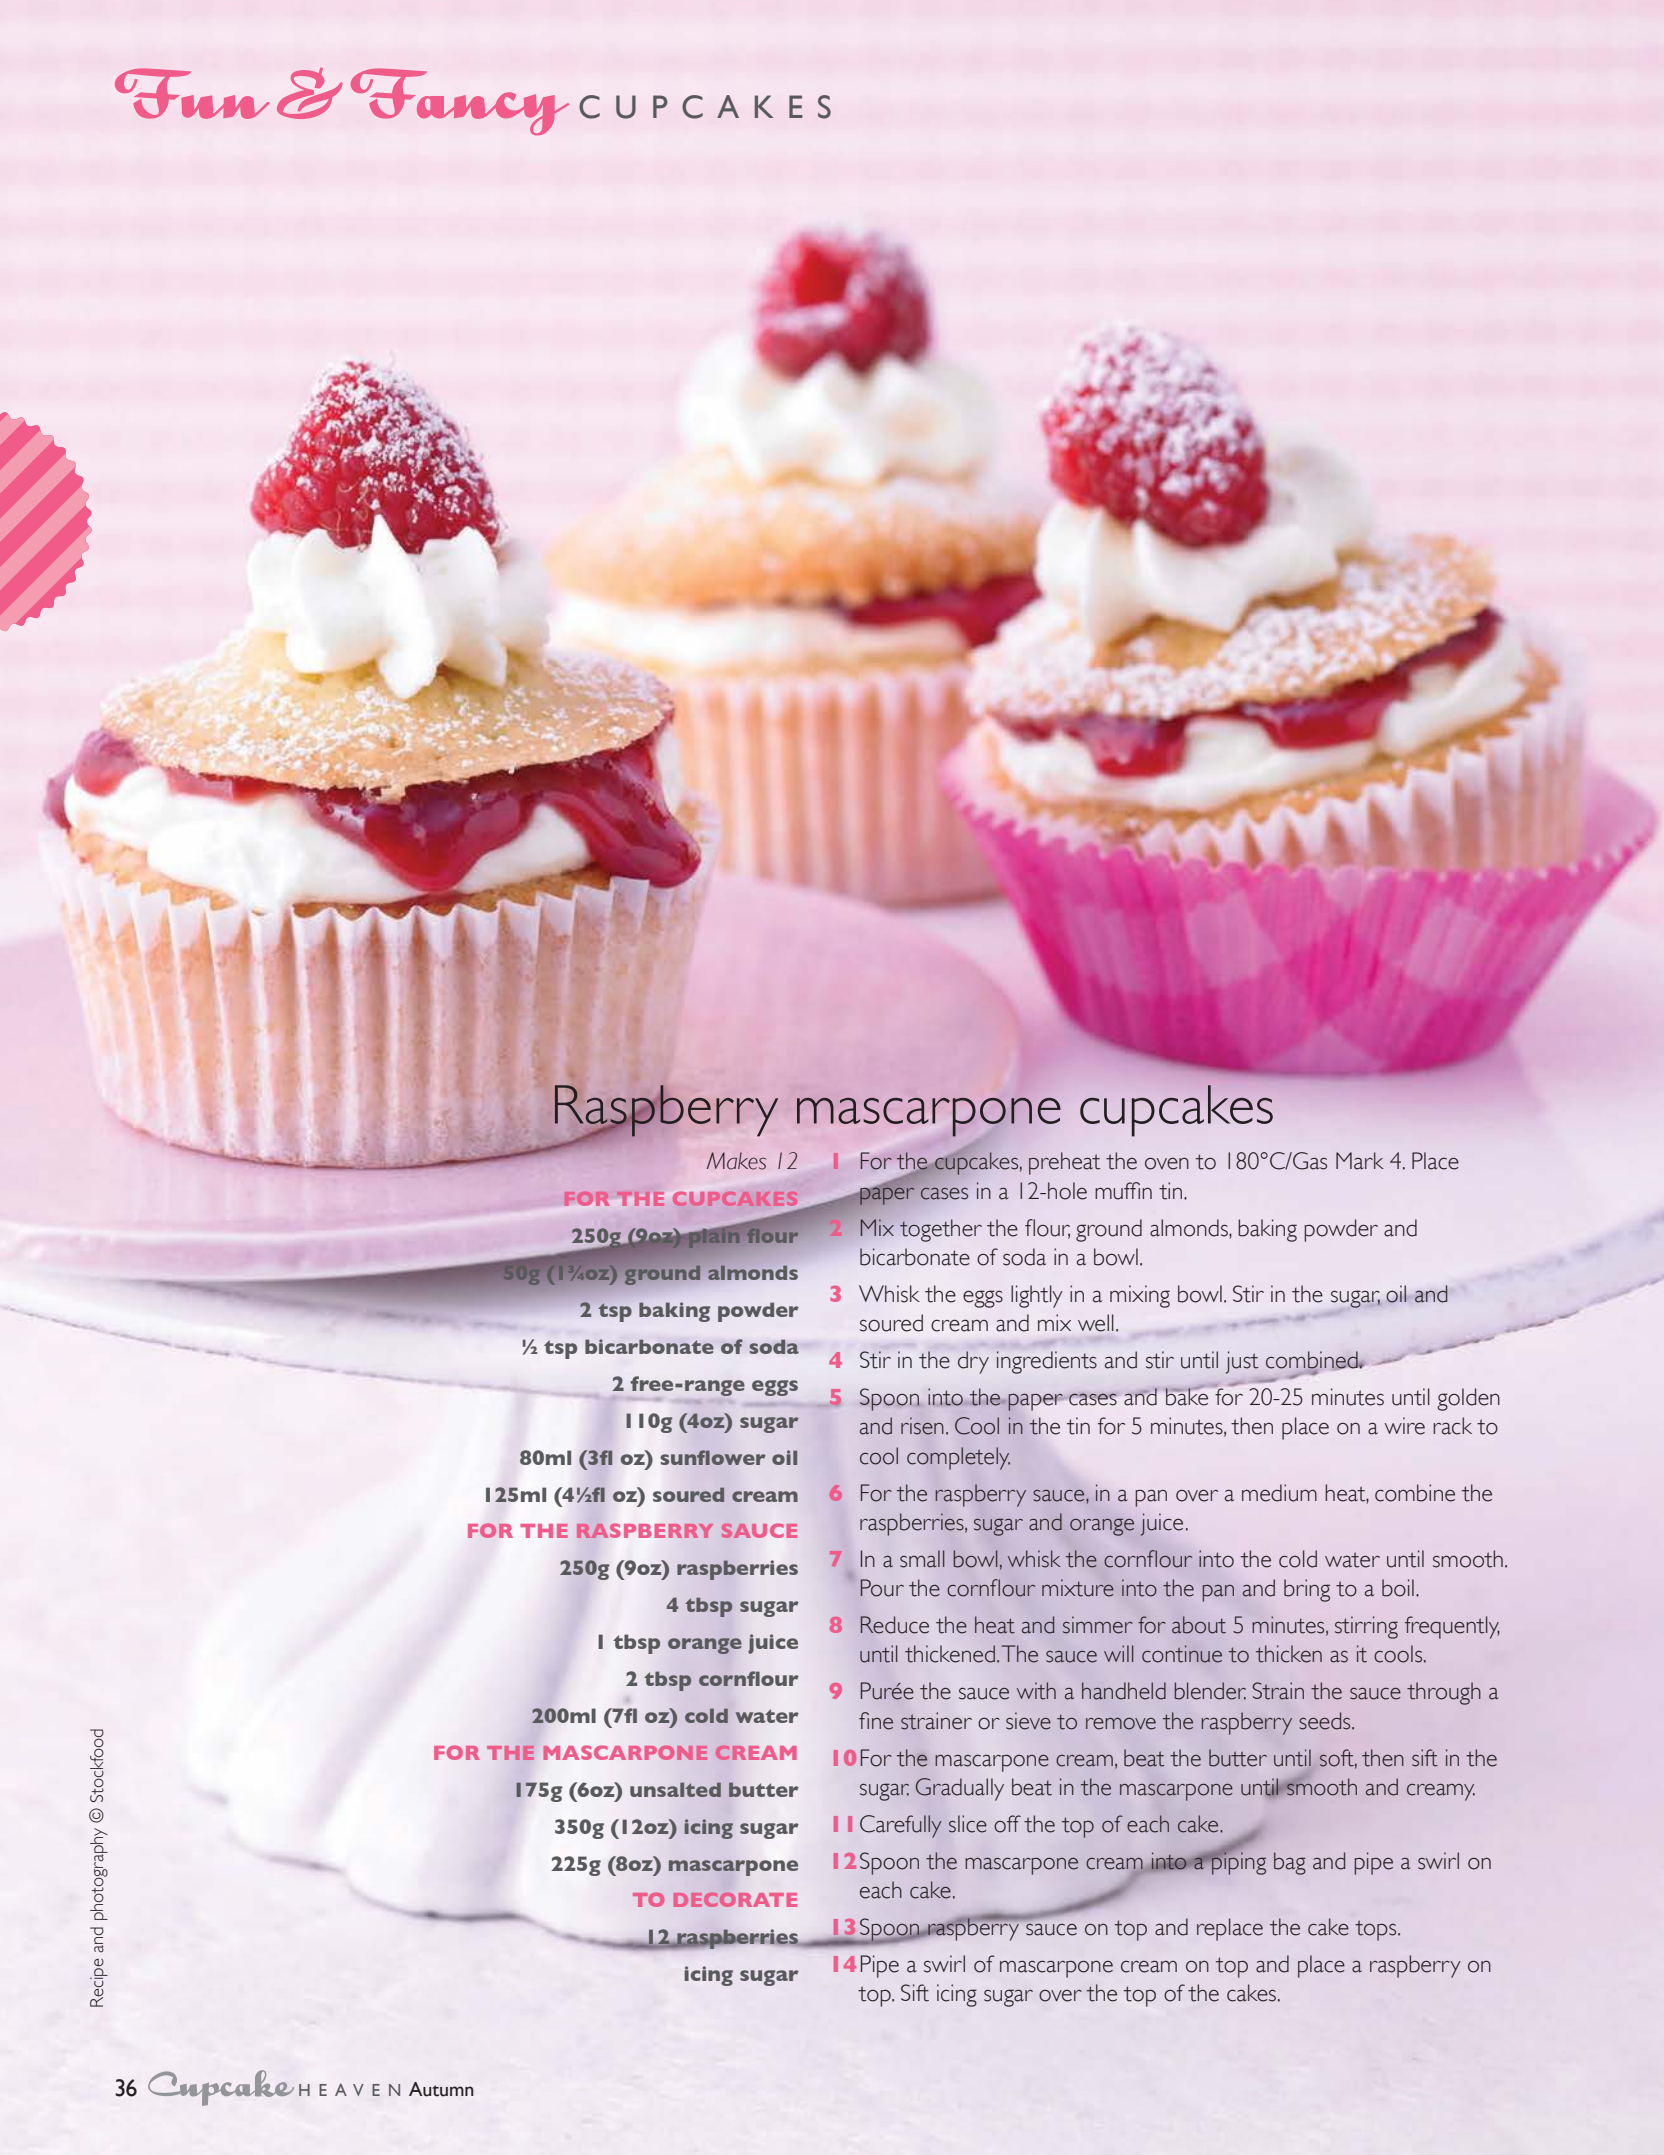 Fun & Fancy CUPCAKES
Raspberry mascarpone cupcakes
Makes 12
FOR THE CUPCAKES
250g (9oz) plain flour
50g (1¾oz) ground almonds
2 tsp baking powder
½ tsp bicarbonate of soda
2 free-range eggs
110g (4oz) sugar
80ml (3fl oz) sunflower oil
125ml (4½fl oz) soured cream
FOR THE RASPBERRY SAUCE
250g (9oz) raspberries
4 tbsp sugar
1 tbsp orange juice
2 tbsp cornflour
200ml (7fl oz) cold water
FOR THE MASCARPONE CREAM
175g (6oz) unsalted butter
350g (12oz) icing sugar
225g (8oz) mascarpone
TO DECORATE
12 raspberries
icing sugar
1 For the cupcakes, preheat the oven to 180°C/Gas Mark 4. Place
paper cases in a 12-hole muffin tin.
2 Mix together the flour, ground almonds, baking powder and
bicarbonate of soda in a bowl.
3 Whisk the eggs lightly in a mixing bowl. Stir in the sugar, oil and
soured cream and mix well.
4 Stir in the dry ingredients and stir until just combined.
5 Spoon into the paper cases and bake for 20-25 minutes until golden
and risen. Cool in the tin for 5 minutes, then place on a wire rack to
cool completely.
6 For the raspberry sauce, in a pan over a medium heat, combine the
raspberries, sugar and orange juice.
7 In a small bowl, whisk the cornflour into the cold water until smooth.
Pour the cornflour mixture into the pan and bring to a boil.
8 Reduce the heat and simmer for about 5 minutes, stirring frequently,
until thickened. The sauce will continue to thicken as it cools.
9 Purée the sauce with a handheld blender. Strain the sauce through a
fine strainer or sieve to remove the raspberry seeds.
10 For the mascarpone cream, beat the butter until soft, then sift in the
sugar. Gradually beat in the mascarpone until smooth and creamy.
11 Carefully slice off the top of each cake.
12 Spoon the mascarpone cream into a piping bag and pipe a swirl on
each cake.
13 Spoon raspberry sauce on top and replace the cake tops.
14 Pipe a swirl of mascarpone cream on top and place a raspberry on
top. Sift icing sugar over the top of the cakes.
Recipe and photography © Stockfood
36 Cupcake HEAVEN Autumn